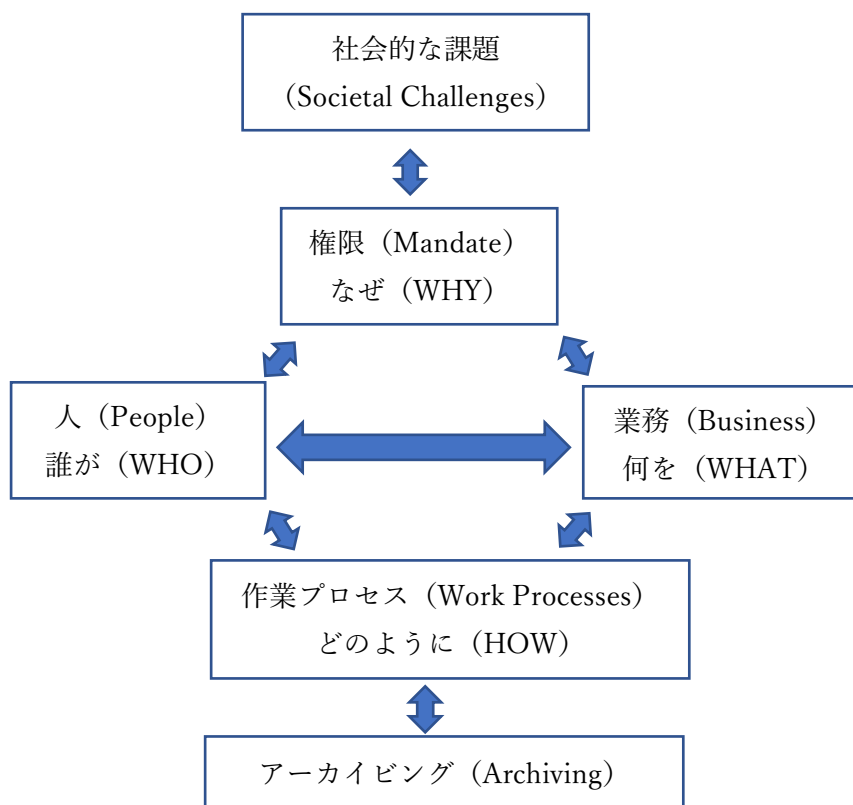 社会的な課題
（Societal Challenges）
権限（Mandate）
なぜ（WHY）
人（People）
誰が（WHO）
業務（Business）
何を（WHAT）
作業プロセス（Work Processes）
どのように（HOW）
アーカイビング（Archiving）